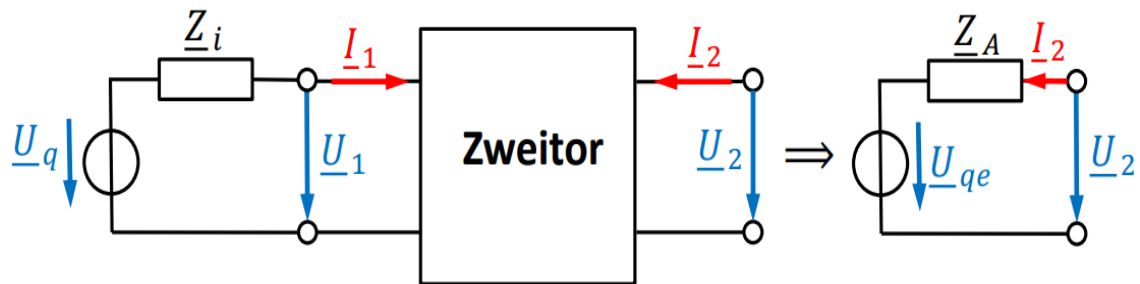 Z_i I_1 I_2 Z_A I_2
U_q U_1 Zweitor U_2 ⇒ U_qe U_2